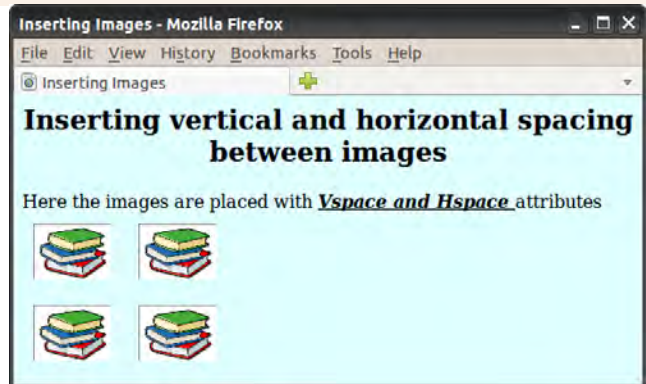 Inserting Images - Mozilla Firefox
File Edit View History Bookmarks Tools Help
Inserting Images
Inserting vertical and horizontal spacing
between images
Here the images are placed with Vspace and Hspace attributes